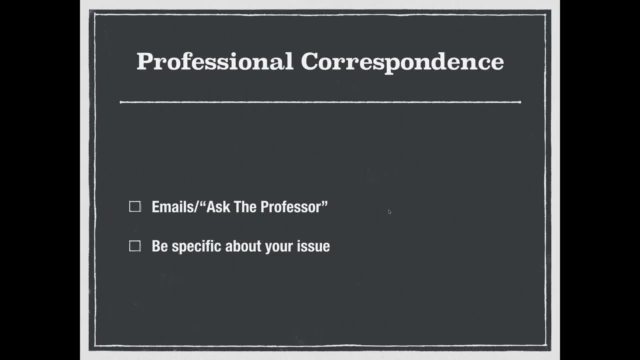 Professional Correspondence
Emails/“Ask The Professor”
Be specific about your issue